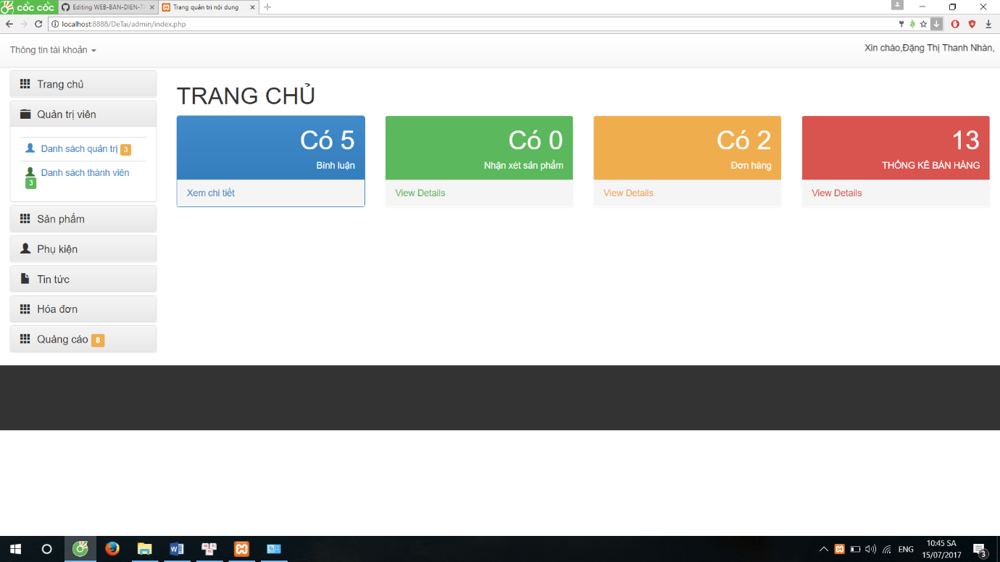 cốc cốc
Editing WEB-BAN-DIEN-T
Trang quản trị nội dung
localhost:8888/DeTai/admin/index.php
Thông tin tài khoản
Xin chào,Đặng Thị Thanh Nhàn,
Trang chủ
Quản trị viên
Danh sách quản trị 3
Danh sách thành viên
3
Sản phẩm
Phụ kiện
Tin tức
Hóa đơn
Quảng cáo 8
TRANG CHỦ
Có 5
Bình luận
Xem chi tiết
Có 0
Nhận xét sản phẩm
View Details
Có 2
Đơn hàng
View Details
13
THỐNG KÊ BÁN HÀNG
View Details
ENG
10:45 SA
15/07/2017
3